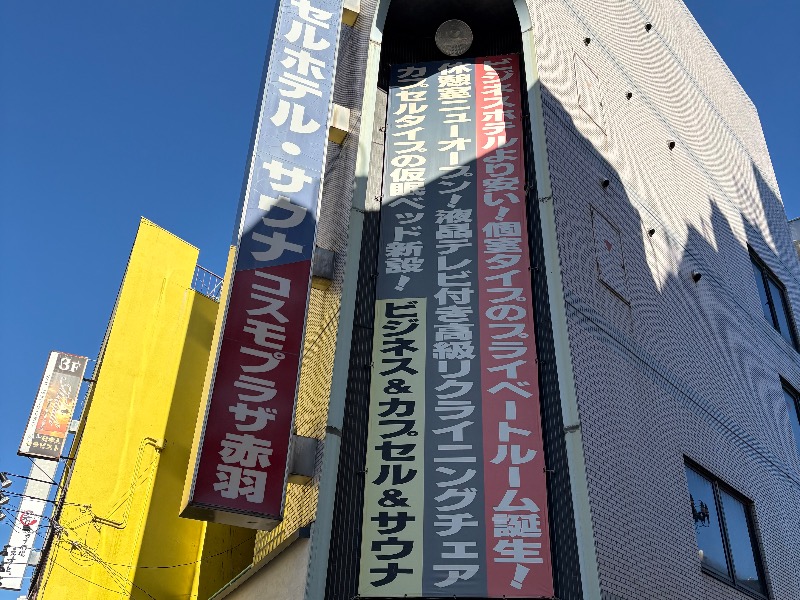 ビジネスホテルより安い!個室タイプのプライベートルーム誕生!
休憩室ニューオープン!液晶テレビ付き高級リクライニングチェア
カプセルタイプの仮眠ベッド新設!
ビジネス&カプセル&サウナ
セルホテル・サウナ
コスモプラザ赤羽
3F